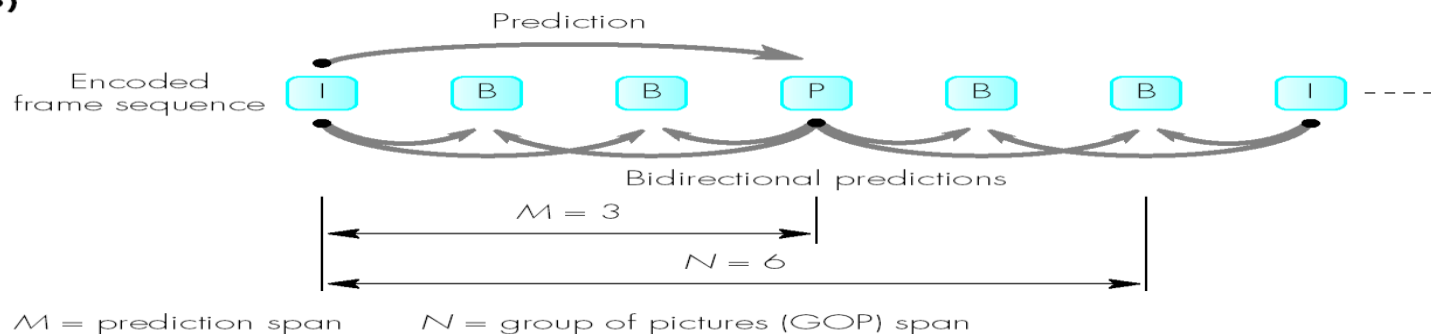 Prediction
Encoded
frame sequence
I B B P B B I
Bidirectional predictions
M = 3
N = 6
M = prediction span N = group of pictures (GOP) span